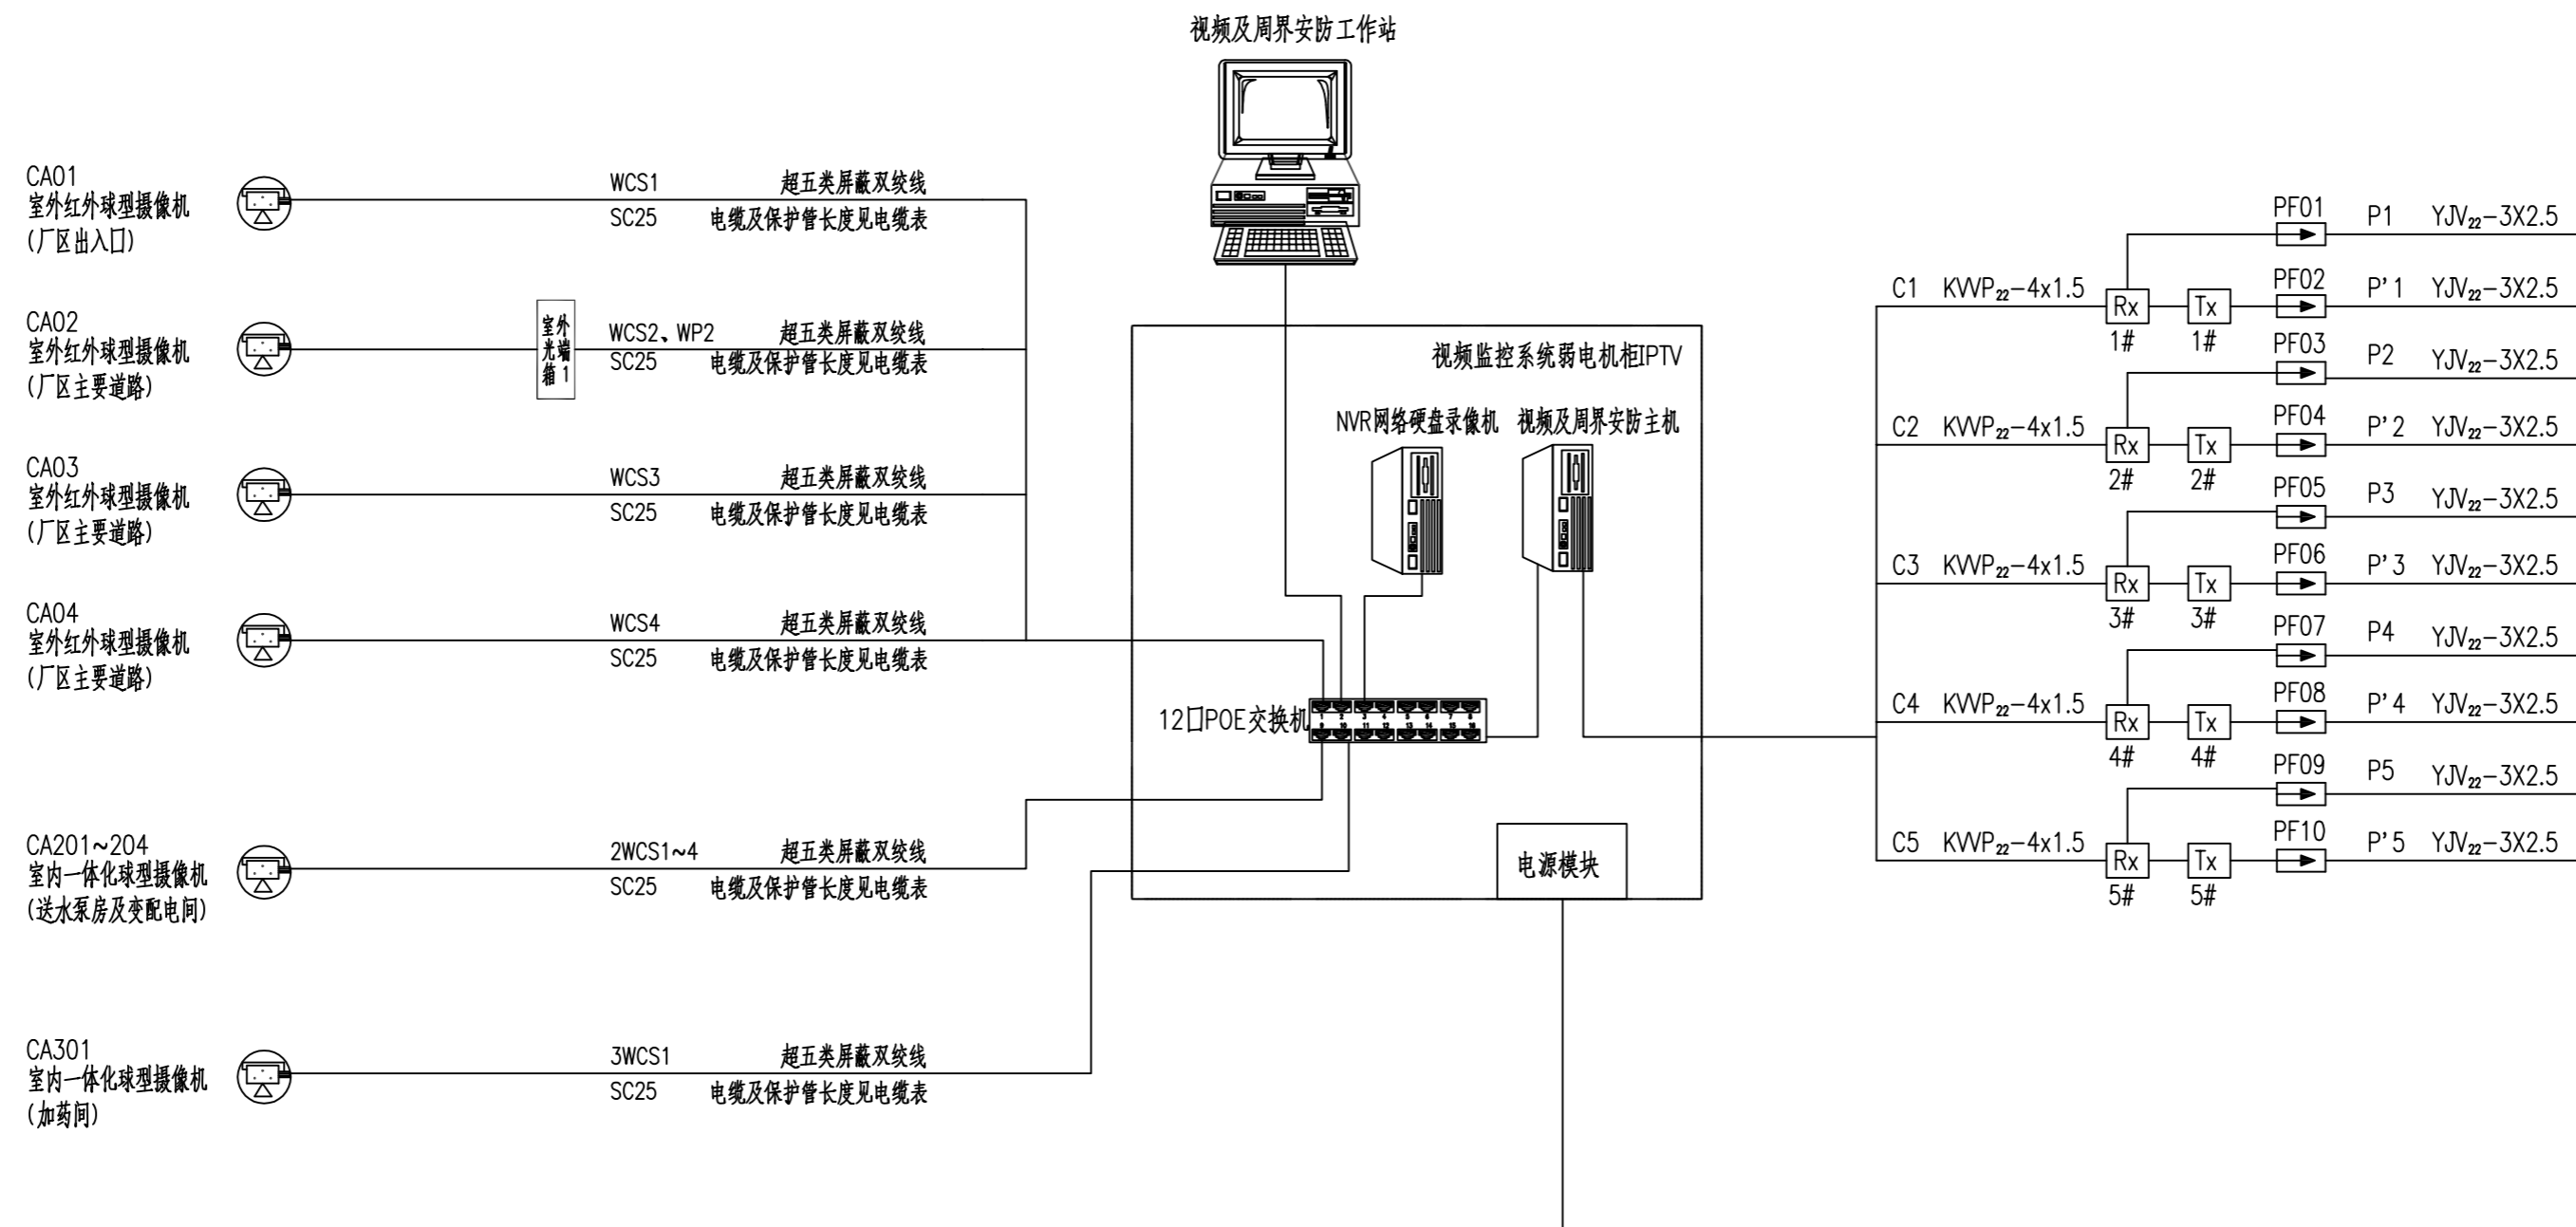 视频及周界安防工作站
CA01
室外红外球型摄像机
(厂区出入口)
WCS1 超五类屏蔽双绞线
SC25 电缆及保护管长度见电缆表
CA02
室外红外球型摄像机
(厂区主要道路)
室外
光端
箱 1
WCS2、WP2 超五类屏蔽双绞线
SC25 电缆及保护管长度见电缆表
CA03
室外红外球型摄像机
(厂区主要道路)
WCS3 超五类屏蔽双绞线
SC25 电缆及保护管长度见电缆表
CA04
室外红外球型摄像机
(厂区主要道路)
WCS4 超五类屏蔽双绞线
SC25 电缆及保护管长度见电缆表
CA201~204
室内一体化球型摄像机
(送水泵房及变配电间)
2WCS1~4 超五类屏蔽双绞线
SC25 电缆及保护管长度见电缆表
CA301
室内一体化球型摄像机
(加药间)
3WCS1 超五类屏蔽双绞线
SC25 电缆及保护管长度见电缆表
视频监控系统弱电机柜IPTV
NVR网络硬盘录像机 视频及周界安防主机
12口POE交换机
1 2 3 4 5 6 7 8
9 10 11 12 13 14 15 16
电源模块
PF01 P1 YJV22-3X2.5
C1 KVVP22-4x1.5 Rx Tx PF02 P'1 YJV22-3X2.5
1# 1#
PF03 P2 YJV22-3X2.5
C2 KVVP22-4x1.5 Rx Tx PF04 P'2 YJV22-3X2.5
2# 2#
PF05 P3 YJV22-3X2.5
C3 KVVP22-4x1.5 Rx Tx PF06 P'3 YJV22-3X2.5
3# 3#
PF07 P4 YJV22-3X2.5
C4 KVVP22-4x1.5 Rx Tx PF08 P'4 YJV22-3X2.5
4# 4#
PF09 P5 YJV22-3X2.5
C5 KVVP22-4x1.5 Rx Tx PF10 P'5 YJV22-3X2.5
5# 5#